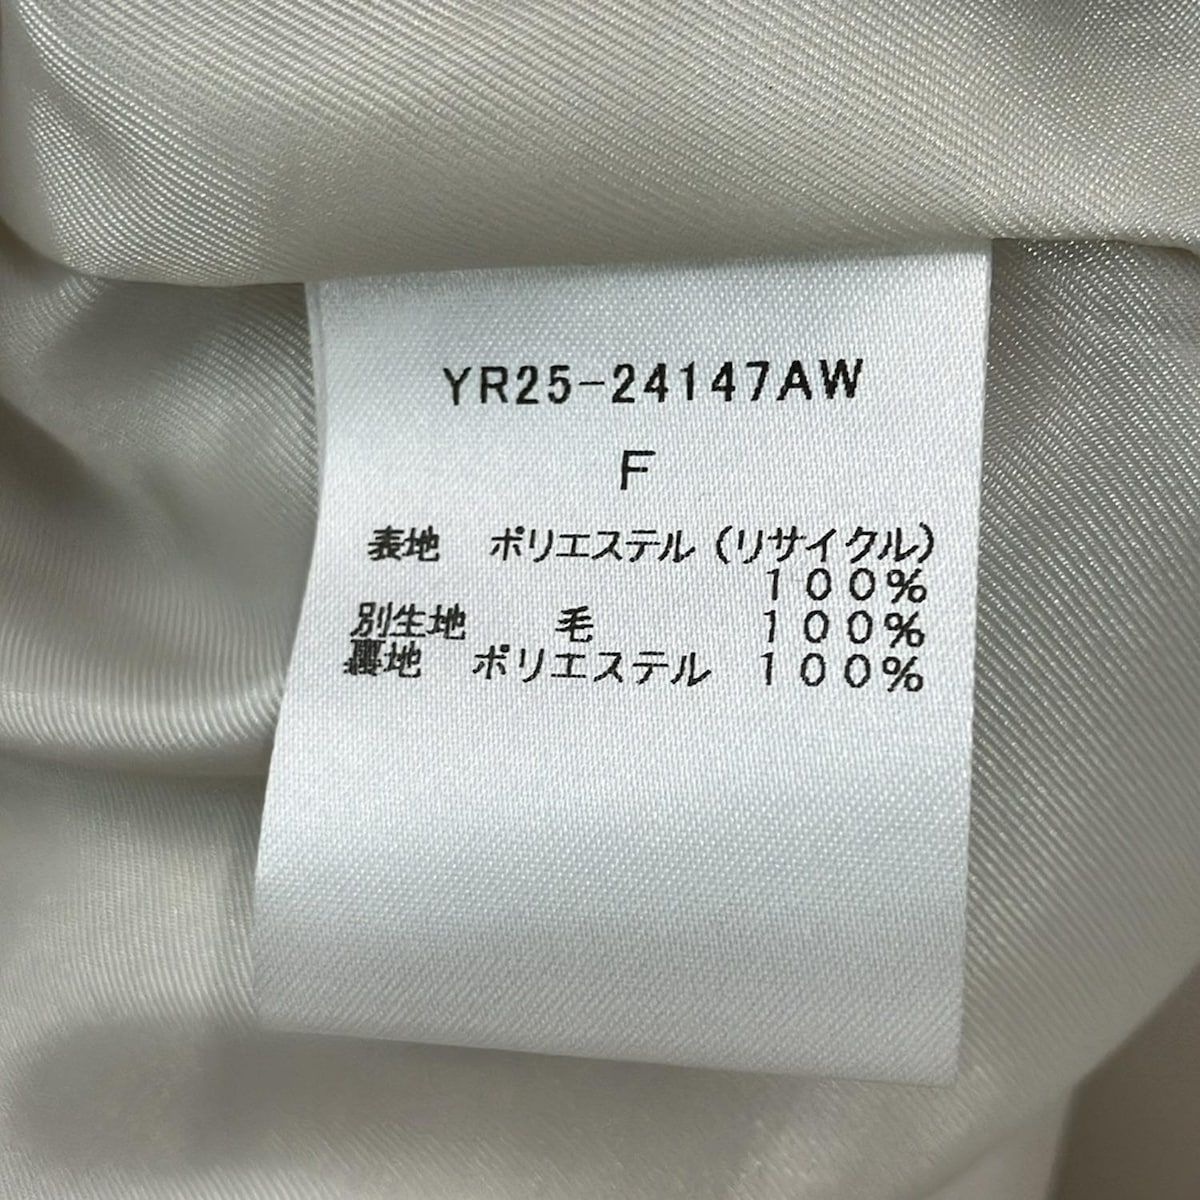 YR25-24147AW
F
表地 ポリエステル(リサイクル)
100%
別生地 毛 100%
裏地 ポリエステル 100%